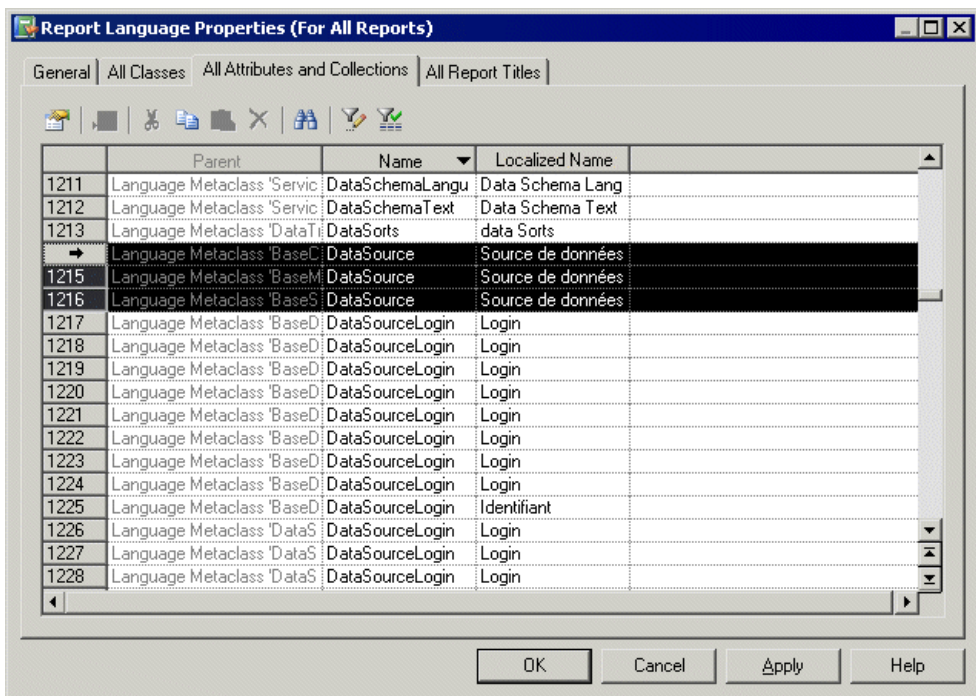 Report Language Properties (For All Reports)
General All Classes All Attributes and Collections All Report Titles
Parent Name Localized Name
1211 Language Metaclass 'Servic DataSchemaLangu Data Schema Lang
1212 Language Metaclass 'Servic DataSchemaText Data Schema Text
1213 Language Metaclass 'DataTi DataSorts data Sorts
Language Metaclass 'BaseC DataSource Source de données
1215 Language Metaclass 'BaseM DataSource Source de données
1216 Language Metaclass 'BaseS DataSource Source de données
1217 Language Metaclass 'BaseD DataSourceLogin Login
1218 Language Metaclass 'BaseD DataSourceLogin Login
1219 Language Metaclass 'BaseD DataSourceLogin Login
1220 Language Metaclass 'BaseD DataSourceLogin Login
1221 Language Metaclass 'BaseD DataSourceLogin Login
1222 Language Metaclass 'BaseD DataSourceLogin Login
1223 Language Metaclass 'BaseD DataSourceLogin Login
1224 Language Metaclass 'BaseD DataSourceLogin Login
1225 Language Metaclass 'BaseD DataSourceLogin Identifiant
1226 Language Metaclass 'DataS DataSourceLogin Login
1227 Language Metaclass 'DataS DataSourceLogin Login
1228 Language Metaclass 'DataS DataSourceLogin Login
OK Cancel Apply Help